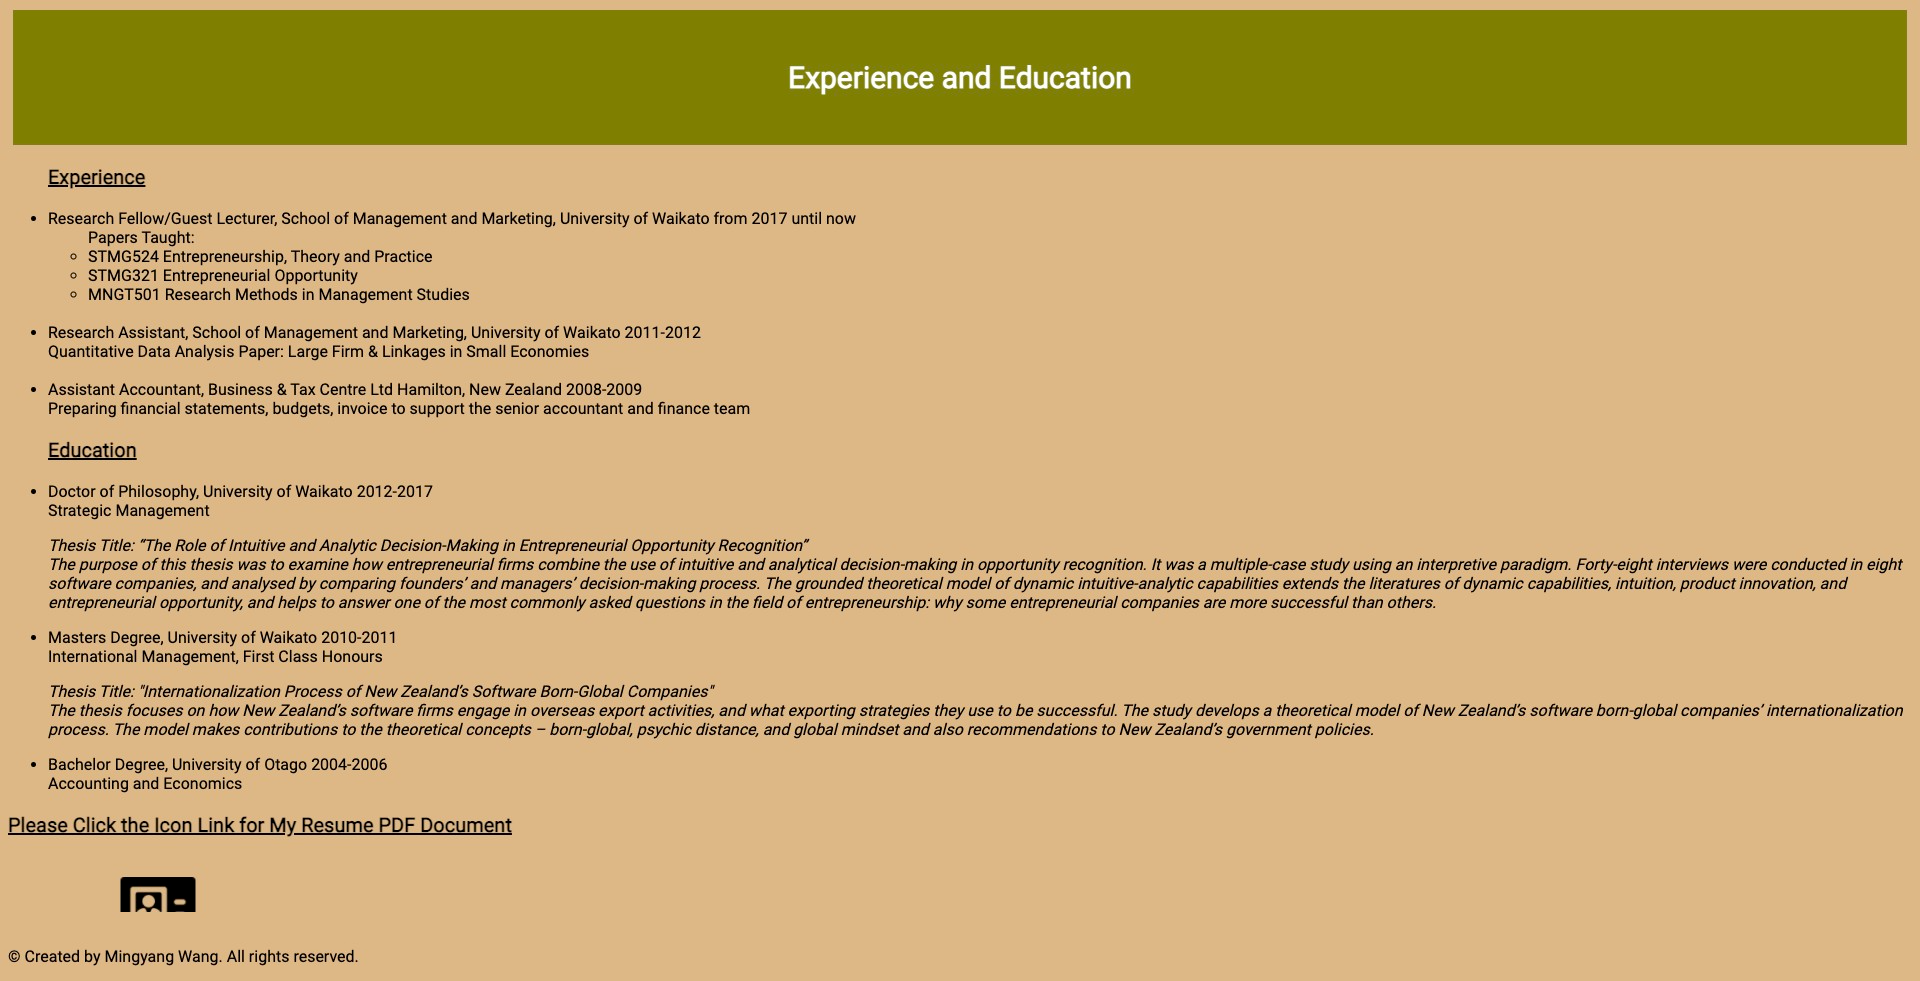 Experience and Education
Experience
Research Fellow/Guest Lecturer, School of Management and Marketing, University of Waikato from 2017 until now
Papers Taught:
STMG524 Entrepreneurship, Theory and Practice
STMG321 Entrepreneurial Opportunity
MNGT501 Research Methods in Management Studies
Research Assistant, School of Management and Marketing, University of Waikato 2011-2012
Quantitative Data Analysis Paper: Large Firm & Linkages in Small Economies
Assistant Accountant, Business & Tax Centre Ltd Hamilton, New Zealand 2008-2009
Preparing financial statements, budgets, invoice to support the senior accountant and finance team
Education
Doctor of Philosophy, University of Waikato 2012-2017
Strategic Management
Thesis Title: “The Role of Intuitive and Analytic Decision-Making in Entrepreneurial Opportunity Recognition”
The purpose of this thesis was to examine how entrepreneurial firms combine the use of intuitive and analytical decision-making in opportunity recognition. It was a multiple-case study using an interpretive paradigm. Forty-eight interviews were conducted in eight
software companies, and analysed by comparing founders’ and managers’ decision-making process. The grounded theoretical model of dynamic intuitive-analytic capabilities extends the literatures of dynamic capabilities, intuition, product innovation, and
entrepreneurial opportunity, and helps to answer one of the most commonly asked questions in the field of entrepreneurship: why some entrepreneurial companies are more successful than others.
Masters Degree, University of Waikato 2010-2011
International Management, First Class Honours
Thesis Title: "Internationalization Process of New Zealand’s Software Born-Global Companies"
The thesis focuses on how New Zealand’s software firms engage in overseas export activities, and what exporting strategies they use to be successful. The study develops a theoretical model of New Zealand’s software born-global companies’ internationalization
process. The model makes contributions to the theoretical concepts – born-global, psychic distance, and global mindset and also recommendations to New Zealand’s government policies.
Bachelor Degree, University of Otago 2004-2006
Accounting and Economics
Please Click the Icon Link for My Resume PDF Document
© Created by Mingyang Wang. All rights reserved.